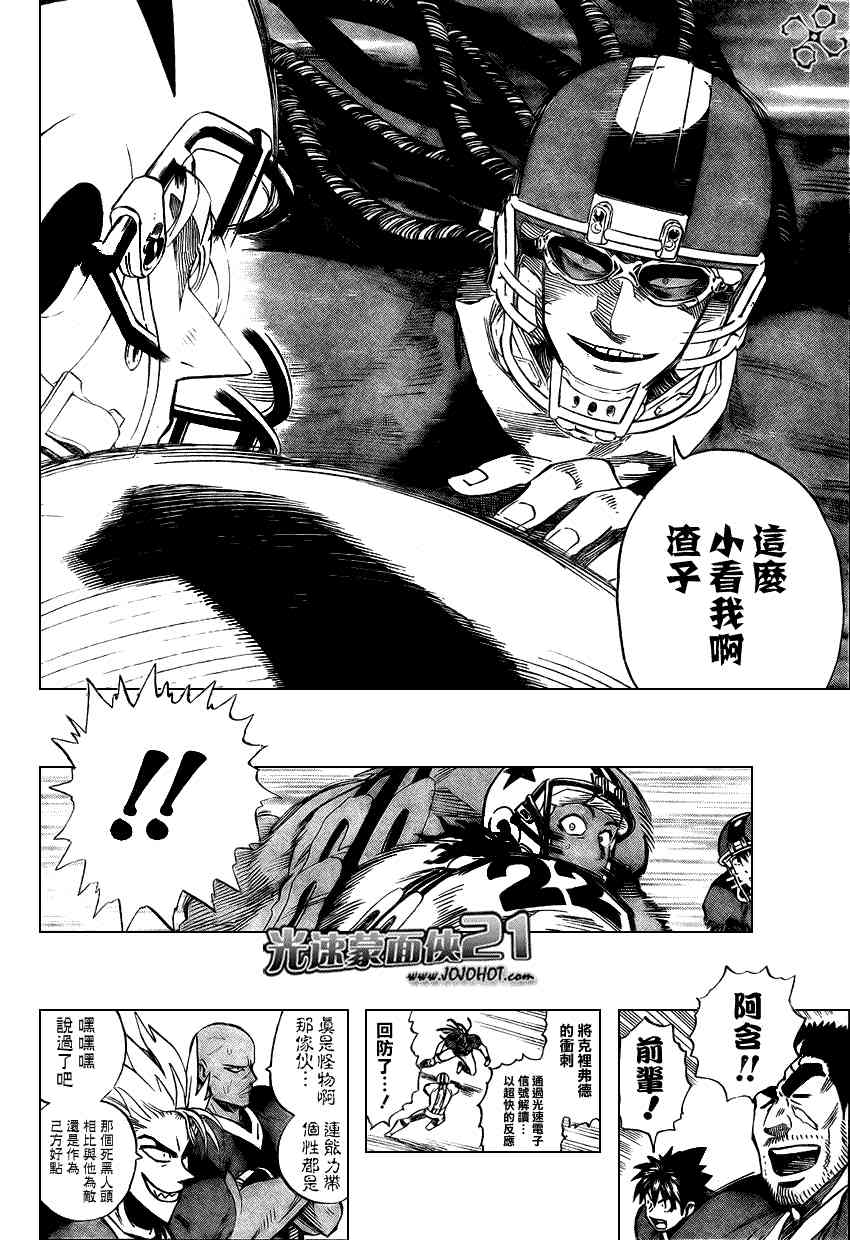 這麼
小看我啊
渣子
!!
22
光速蒙面俠21
www.JOJOHOT.com
阿含!!
前輩!
將克裡弗德
的衝刺
通過光速電子
信號解讀…
以超快的反應
回防了…!
真是怪物啊
那傢伙…
連能力帶
個性都是
嘿嘿嘿
說過了吧
那個死黑人頭
相比與他為敵
還是作為
己方好點